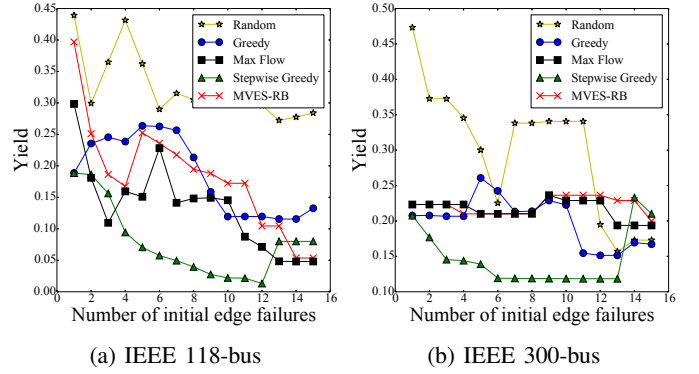 0.45
0.40
0.35
0.30
0.25
0.20
0.15
0.10
0.05
0.00
Yield
0 2 4 6 8 10 12 14 16
Number of initial edge failures
Random
Greedy
Max Flow
Stepwise Greedy
MVES-RB
(a) IEEE 118-bus
0.50
0.45
0.40
0.35
0.30
0.25
0.20
0.15
0.10
Yield
0 2 4 6 8 10 12 14 16
Number of initial edge failures
Random
Greedy
Max Flow
Stepwise Greedy
MVES-RB
(b) IEEE 300-bus